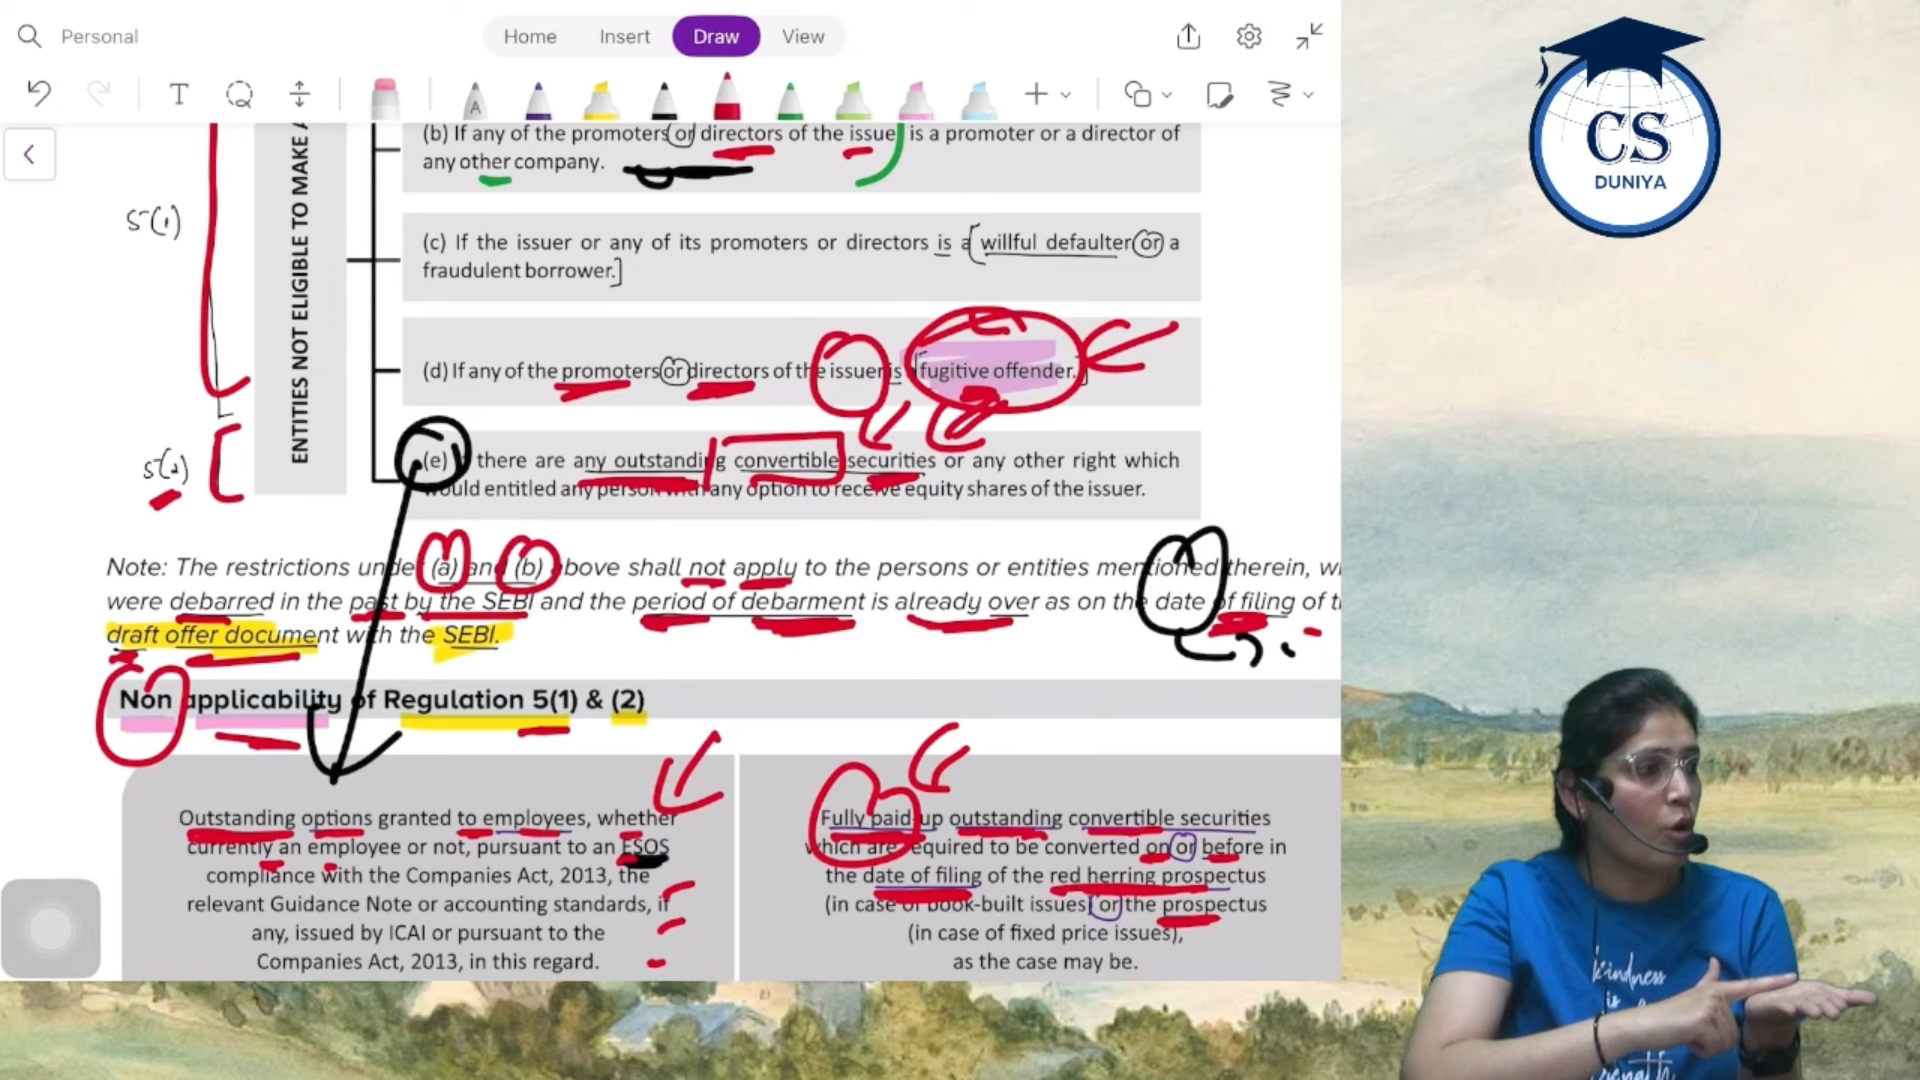 Personal
Home Insert Draw View
T
A
ENTITIES NOT ELIGIBLE TO MAKE
(b) If any of the promoters or directors of the issue is a promoter or a director of
any other company.
5(1)
(c) If the issuer or any of its promoters or directors is a willful defaulter or a
fraudulent borrower.]
(d) If any of the promoters or directors of the issuer is fugitive offender.
5(2)
(e) there are any outstanding convertible securities or any other right which
would entitled any person with any option to receive equity shares of the issuer.
Note: The restrictions under (a) and (b) above shall not apply to the persons or entities mentioned therein,
were debarred in the past by the SEBI and the period of debarment is already over as on the date of filing of
draft offer document with the SEBI.
Non applicability of Regulation 5(1) & (2)
Outstanding options granted to employees, whether
currently an employee or not, pursuant to an ESOS
compliance with the Companies Act, 2013, the
relevant Guidance Note or accounting standards, if
any, issued by ICAI or pursuant to the
Companies Act, 2013, in this regard.
Fully paid-up outstanding convertible securities
which are required to be converted on or before in
the date of filing of the red herring prospectus
(in case of book-built issues) or the prospectus
(in case of fixed price issues),
as the case may be.
CS
DUNIYA
kindness
is